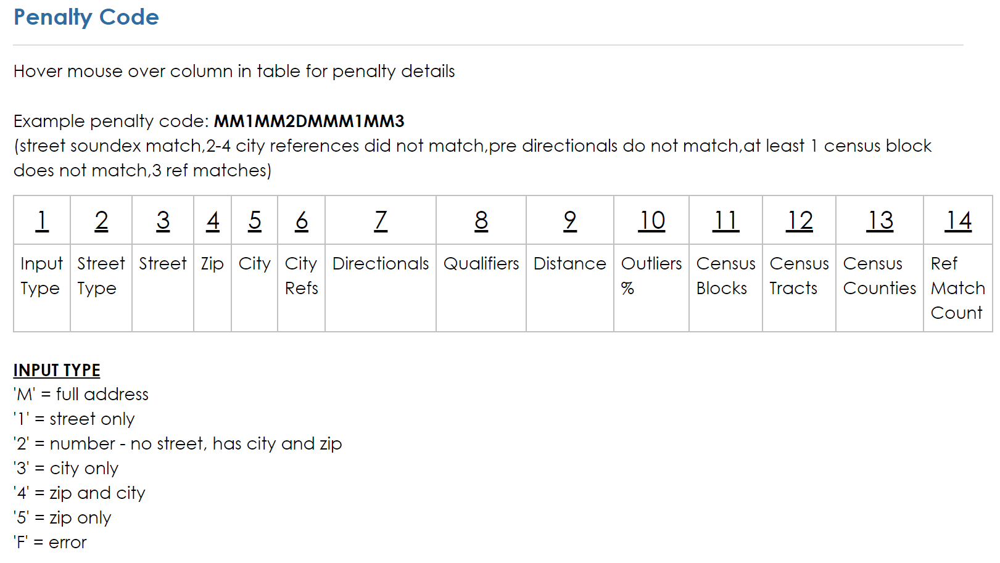 Penalty Code
Hover mouse over column in table for penalty details
Example penalty code: MM1MM2DMMM1MM3
(street soundex match,2-4 city references did not match,pre directionals do not match,at least 1 census block
does not match,3 ref matches)
1 2 3 4 5 6 7 8 9 10 11 12 13 14
Input Street Street Zip City City Directionals Qualifiers Distance Outliers Census Census Census Ref
Type Type Refs % Blocks Tracts Counties Match
Count
INPUT TYPE
'M' = full address
'1' = street only
'2' = number - no street, has city and zip
'3' = city only
'4' = zip and city
'5' = zip only
'F' = error